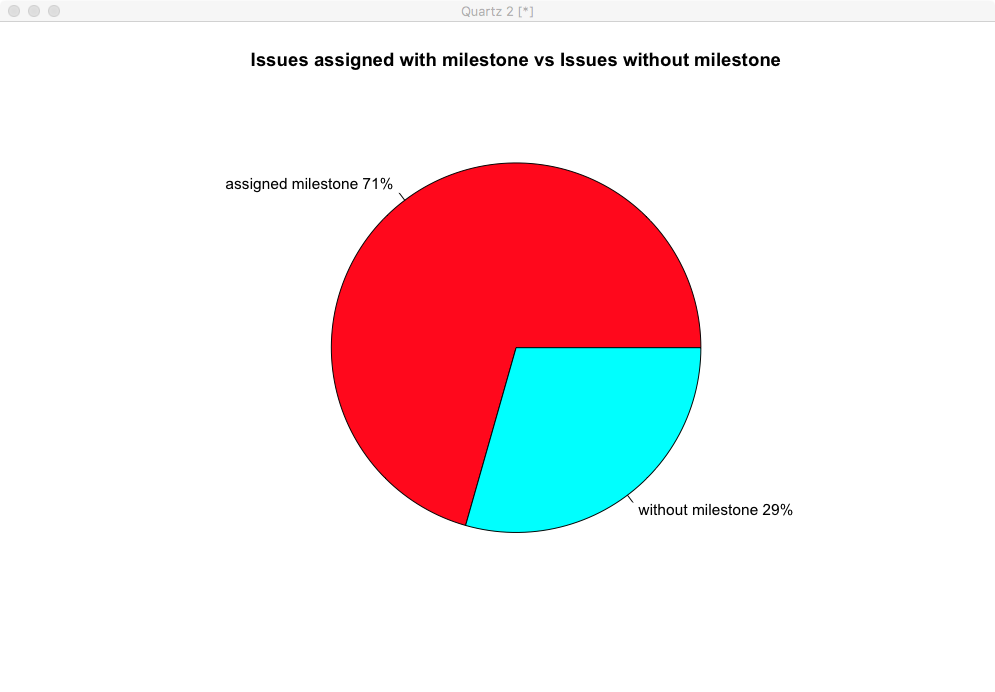 Quartz 2 [*]
Issues assigned with milestone vs Issues without milestone
assigned milestone 71%
without milestone 29%